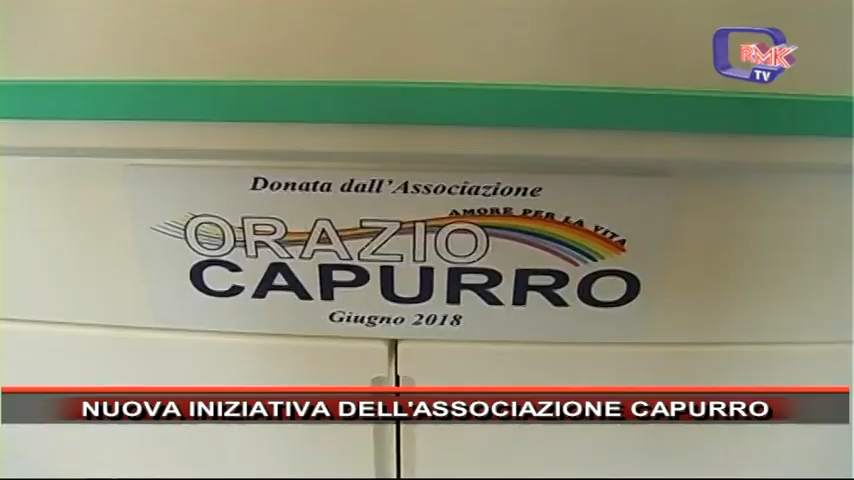 RMK
TV
Donata dall'Associazione
AMORE PER LA VITA
ORAZIO
CAPURRO
Giugno 2018
NUOVA INIZIATIVA DELL'ASSOCIAZIONE CAPURRO